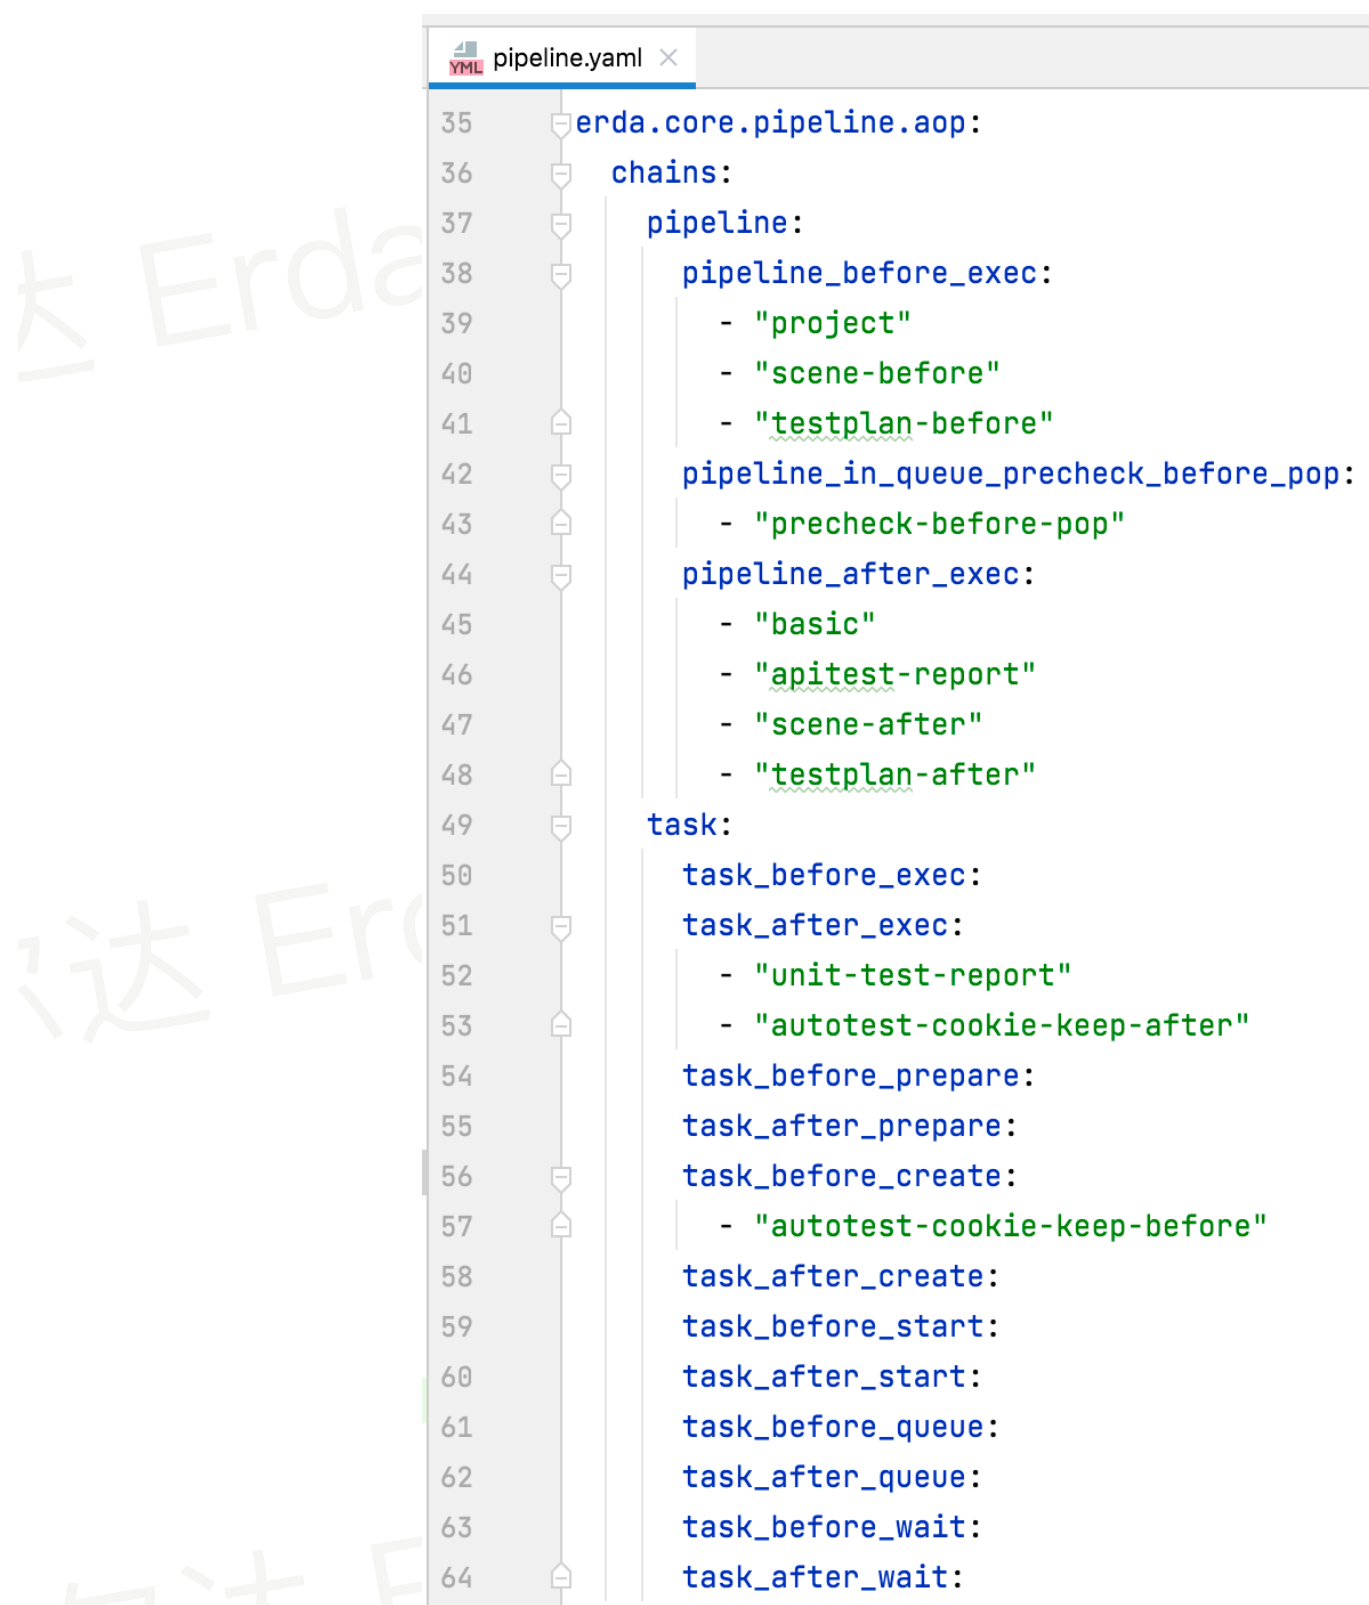 YML pipeline.yaml
35 erda.core.pipeline.aop:
36 chains:
37 pipeline:
38 pipeline_before_exec:
39 - "project"
40 - "scene-before"
41 - "testplan-before"
42 pipeline_in_queue_precheck_before_pop:
43 - "precheck-before-pop"
44 pipeline_after_exec:
45 - "basic"
46 - "apitest-report"
47 - "scene-after"
48 - "testplan-after"
49 task:
50 task_before_exec:
51 task_after_exec:
52 - "unit-test-report"
53 - "autotest-cookie-keep-after"
54 task_before_prepare:
55 task_after_prepare:
56 task_before_create:
57 - "autotest-cookie-keep-before"
58 task_after_create:
59 task_before_start:
60 task_after_start:
61 task_before_queue:
62 task_after_queue:
63 task_before_wait:
64 task_after_wait:
达 Erda
达